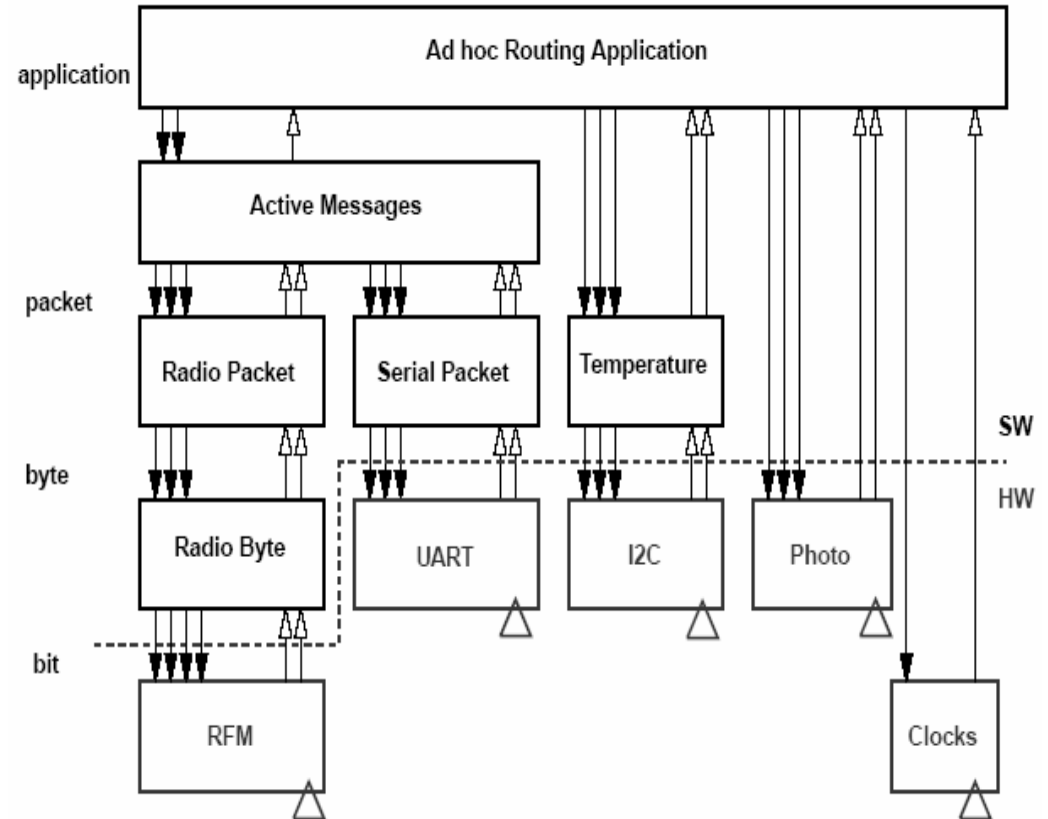 Ad hoc Routing Application
application
Active Messages
packet
Radio Packet
Serial Packet
Temperature
SW
byte
HW
Radio Byte
UART
I2C
Photo
bit
RFM
Clocks